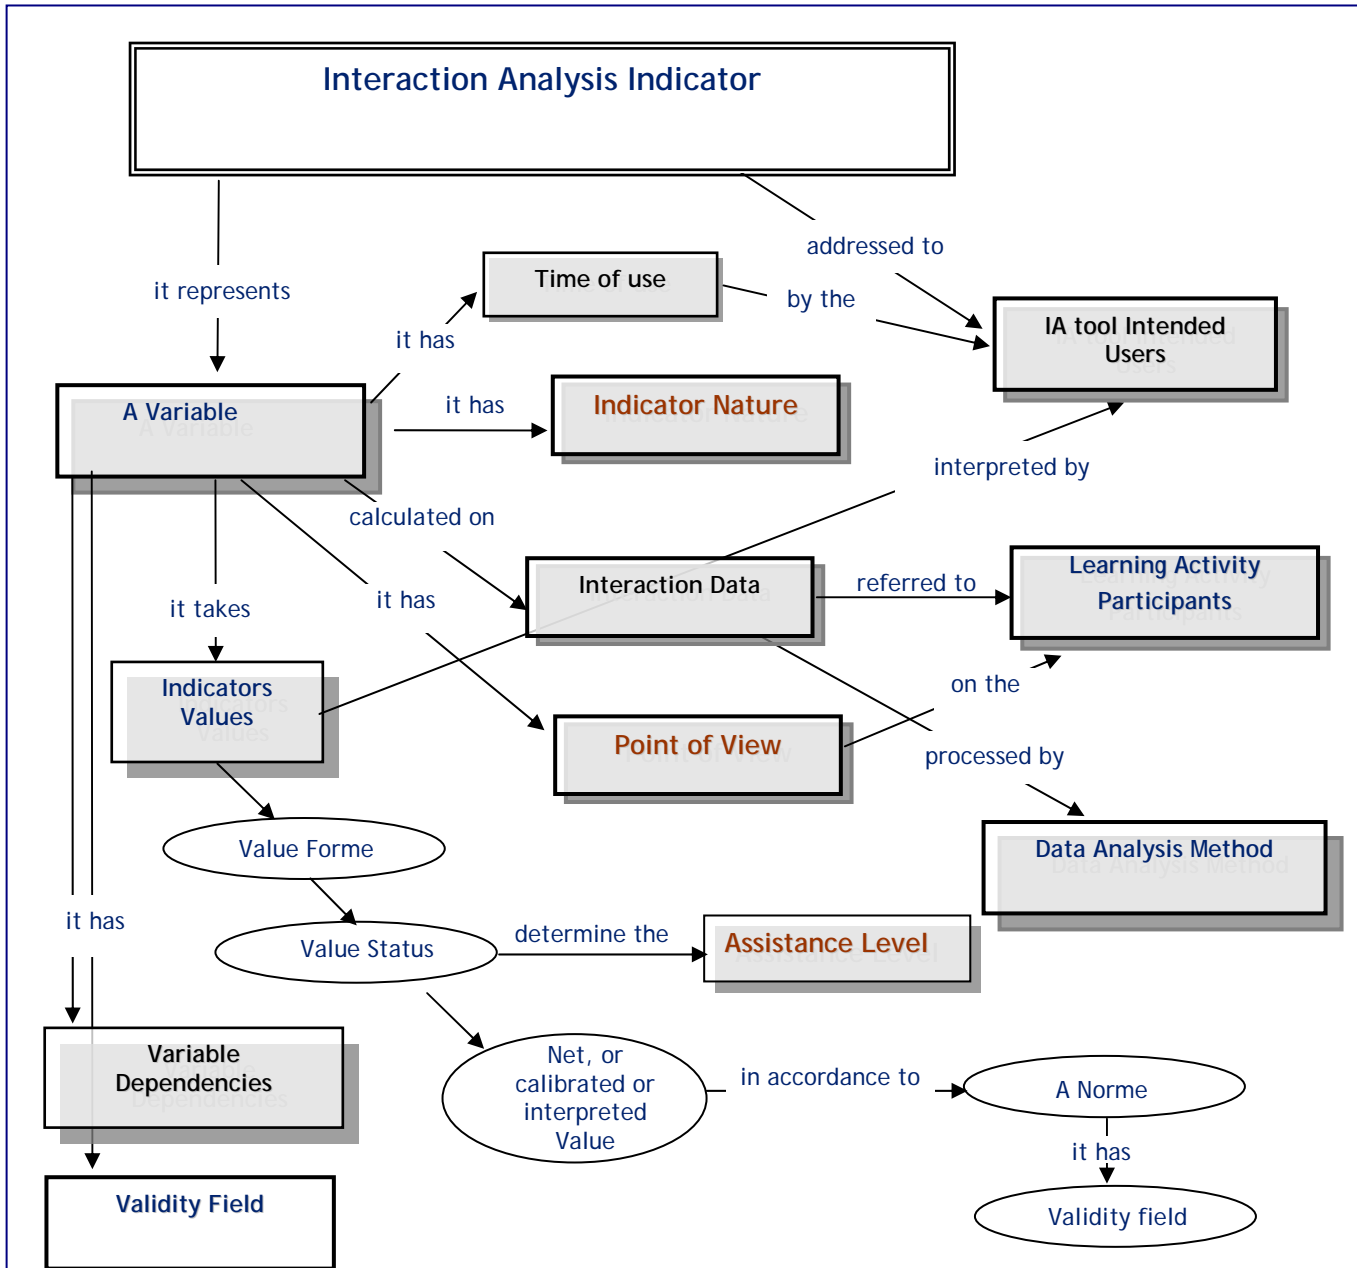 Interaction Analysis Indicator
addressed to
Time of use
it represents
by the
IA tool Intended
Users
it has
A Variable
it has
Indicator Nature
interpreted by
calculated on
Interaction Data
referred to
Learning Activity
Participants
it takes
it has
Indicators
Values
on the
Point of View
processed by
Value Forme
Data Analysis Method
it has
Value Status
determine the
Assistance Level
Variable
Dependencies
Net, or
calibrated or
interpreted
Value
in accordance to
A Norme
it has
Validity Field
Validity field